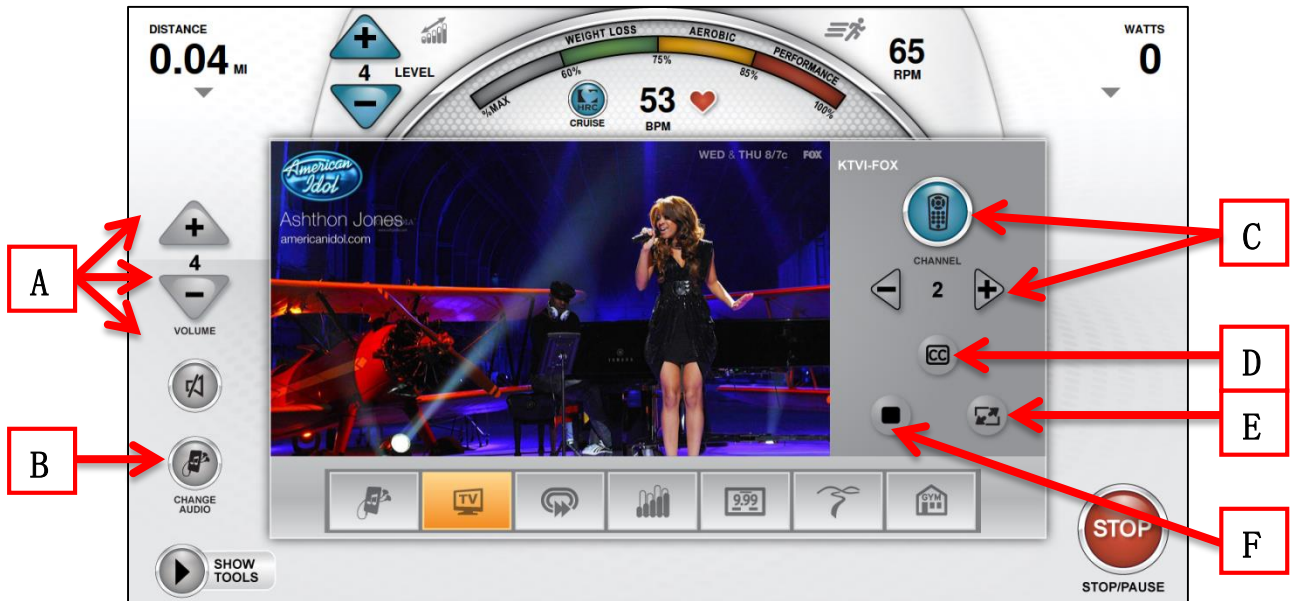 DISTANCE
0.04 MI
4 LEVEL
%MAX
60%
WEIGHT LOSS
75%
AEROBIC
85%
PERFORMANCE
100%
HRC
CRUISE
53
BPM
65
RPM
WATTS
0
American
Idol
Ashthon Jones
americanidol.com
WED & THU 8/7c FOX
KTVI-FOX
CHANNEL
2
CC
4
VOLUME
CHANGE
AUDIO
SHOW
TOOLS
TV
9.99
GYM
STOP
STOP/PAUSE
YAMAHA
A
B
C
D
E
F